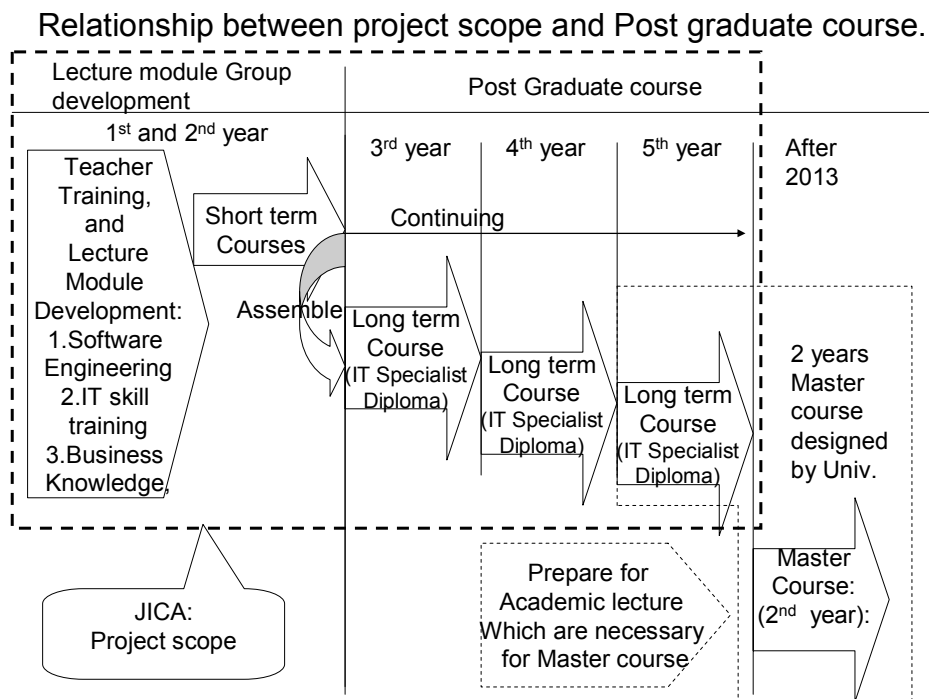 Relationship between project scope and Post graduate course.
Lecture module Group
development
Post Graduate course
1st and 2nd year
3rd year
4th year
5th year
After
2013
Teacher
Training,
and
Lecture
Module
Development:
1.Software
Engineering
2.IT skill
training
3.Business
Knowledge,
Short term
Courses
Continuing
Assemble
Long term
Course
(IT Specialist
Diploma)
Long term
Course
(IT Specialist
Diploma)
Long term
Course
(IT Specialist
Diploma)
2 years
Master
course
designed
by Univ.
JICA:
Project scope
Prepare for
Academic lecture
Which are necessary
for Master course
Master
Course:
(2nd year):